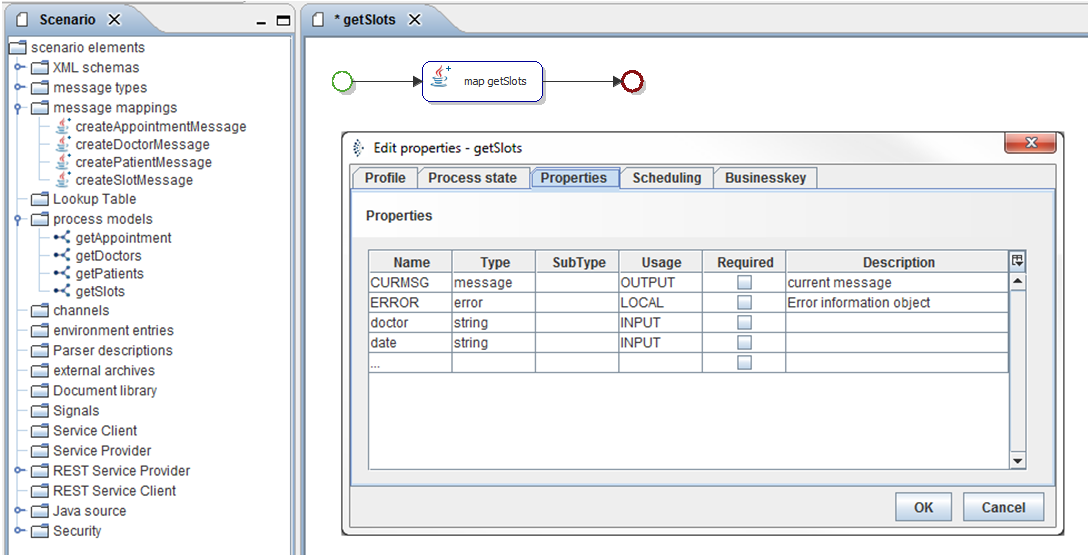 Scenario
scenario elements
XML schemas
message types
message mappings
createAppointmentMessage
createDoctorMessage
createPatientMessage
createSlotMessage
Lookup Table
process models
getAppointment
getDoctors
getPatients
getSlots
channels
environment entries
Parser descriptions
external archives
Document library
Signals
Service Client
Service Provider
REST Service Provider
REST Service Client
Java source
Security
* getSlots
map getSlots
Edit properties - getSlots
Profile Process state Properties Scheduling Businesskey
Properties
Name Type SubType Usage Required Description
CURMSG message OUTPUT current message
ERROR error LOCAL Error information object
doctor string INPUT
date string INPUT
...
OK Cancel